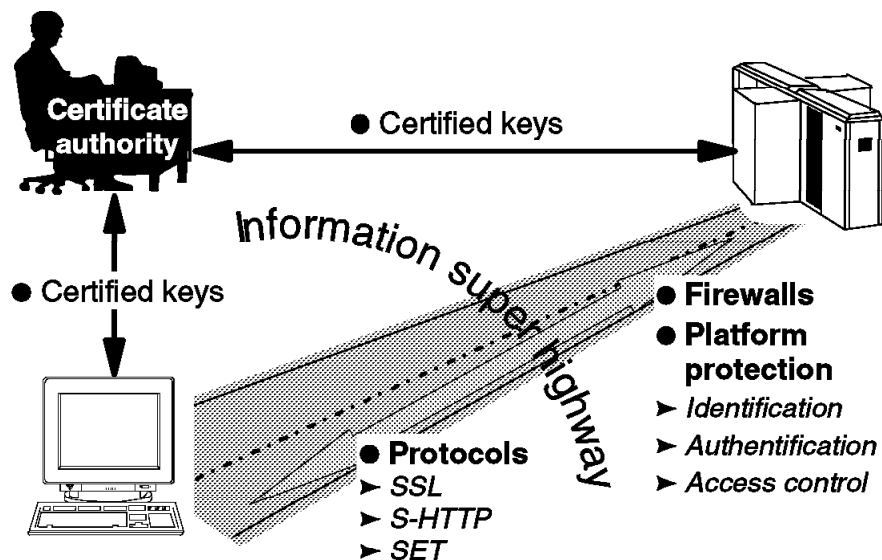 Certificate
authority
● Certified keys
● Certified keys
Information super highway
● Firewalls
● Platform
protection
➤ Identification
➤ Authentification
➤ Access control
● Protocols
➤ SSL
➤ S-HTTP
➤ SET